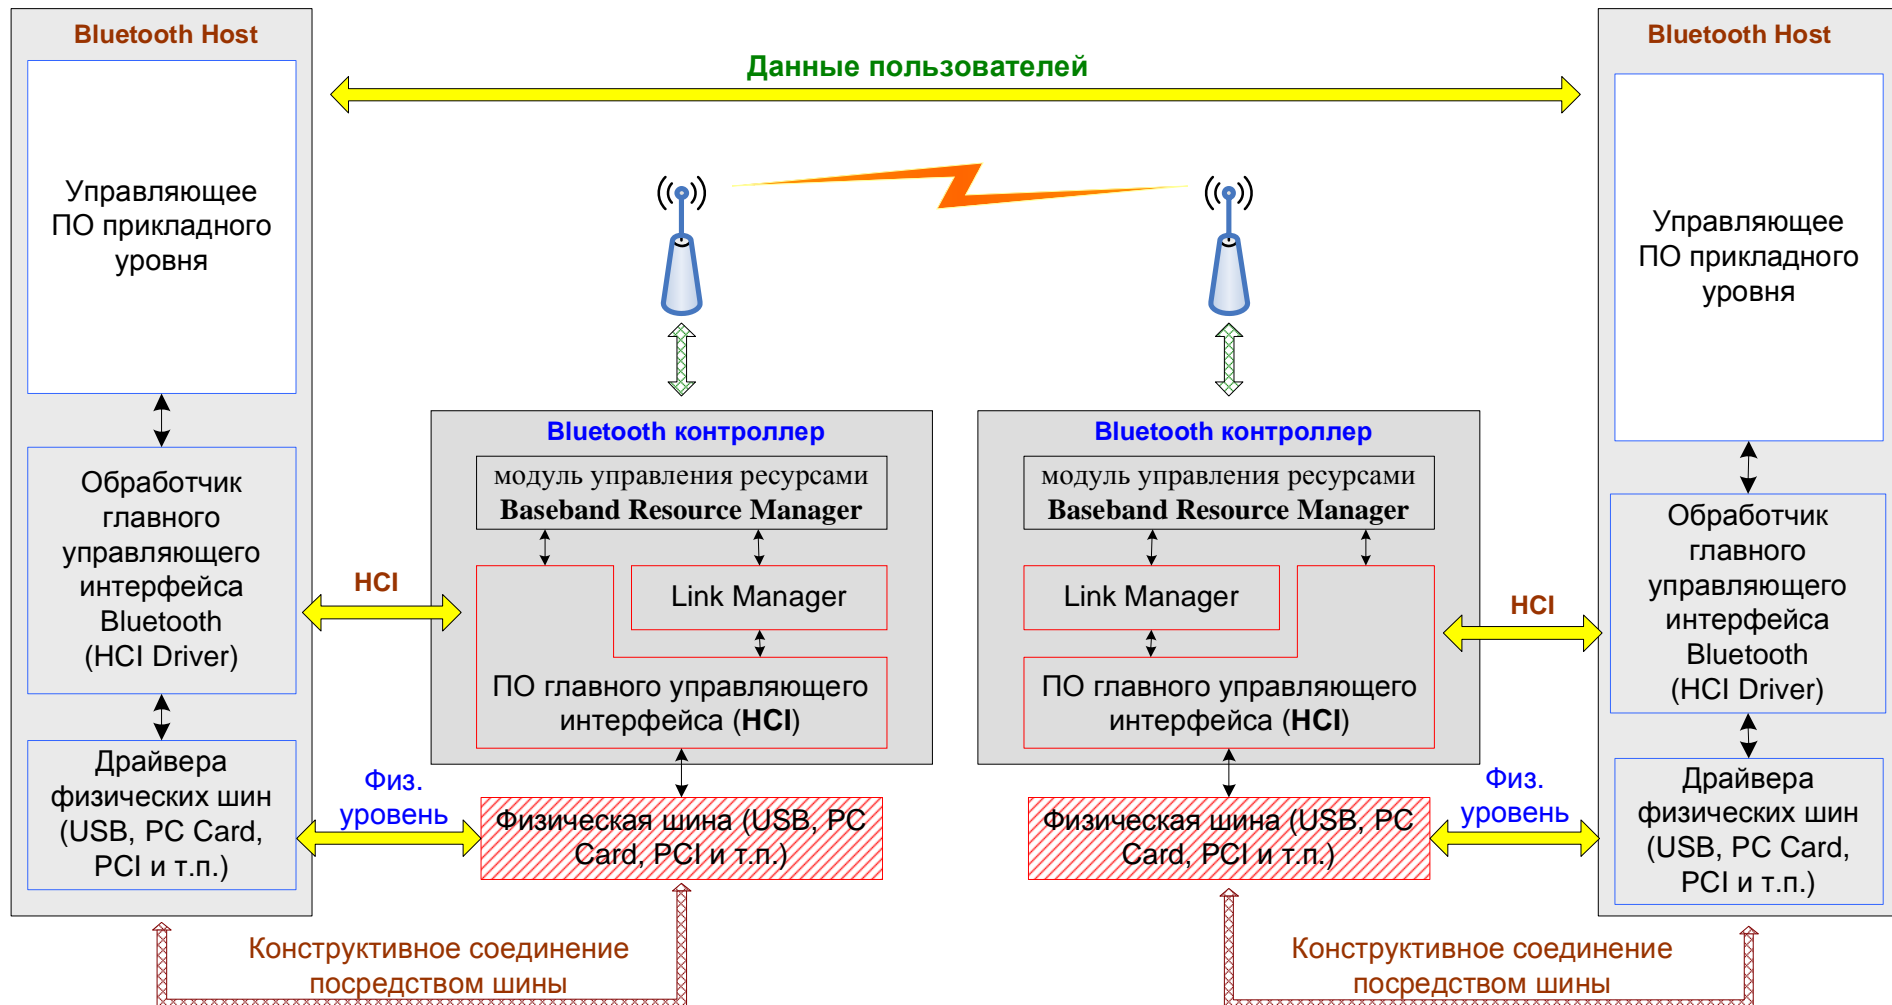 Bluetooth Host
Управляющее
ПО прикладного
уровня
Обработчик
главного
управляющего
интерфейса
Bluetooth
(HCI Driver)
Драйвера
физических шин
(USB, PC Card,
PCI и т.п.)
Данные пользователей
HCI
Физ.
уровень
Bluetooth контроллер
модуль управления ресурсами
Baseband Resource Manager
Link Manager
ПО главного управляющего
интерфейса (HCI)
Физическая шина (USB, PC
Card, PCI и т.п.)
Конструктивное соединение
посредством шины
Bluetooth контроллер
модуль управления ресурсами
Baseband Resource Manager
Link Manager
ПО главного управляющего
интерфейса (HCI)
Физическая шина (USB, PC
Card, PCI и т.п.)
HCI
Физ.
уровень
Конструктивное соединение
посредством шины
Bluetooth Host
Управляющее
ПО прикладного
уровня
Обработчик
главного
управляющего
интерфейса
Bluetooth
(HCI Driver)
Драйвера
физических шин
(USB, PC Card,
PCI и т.п.)